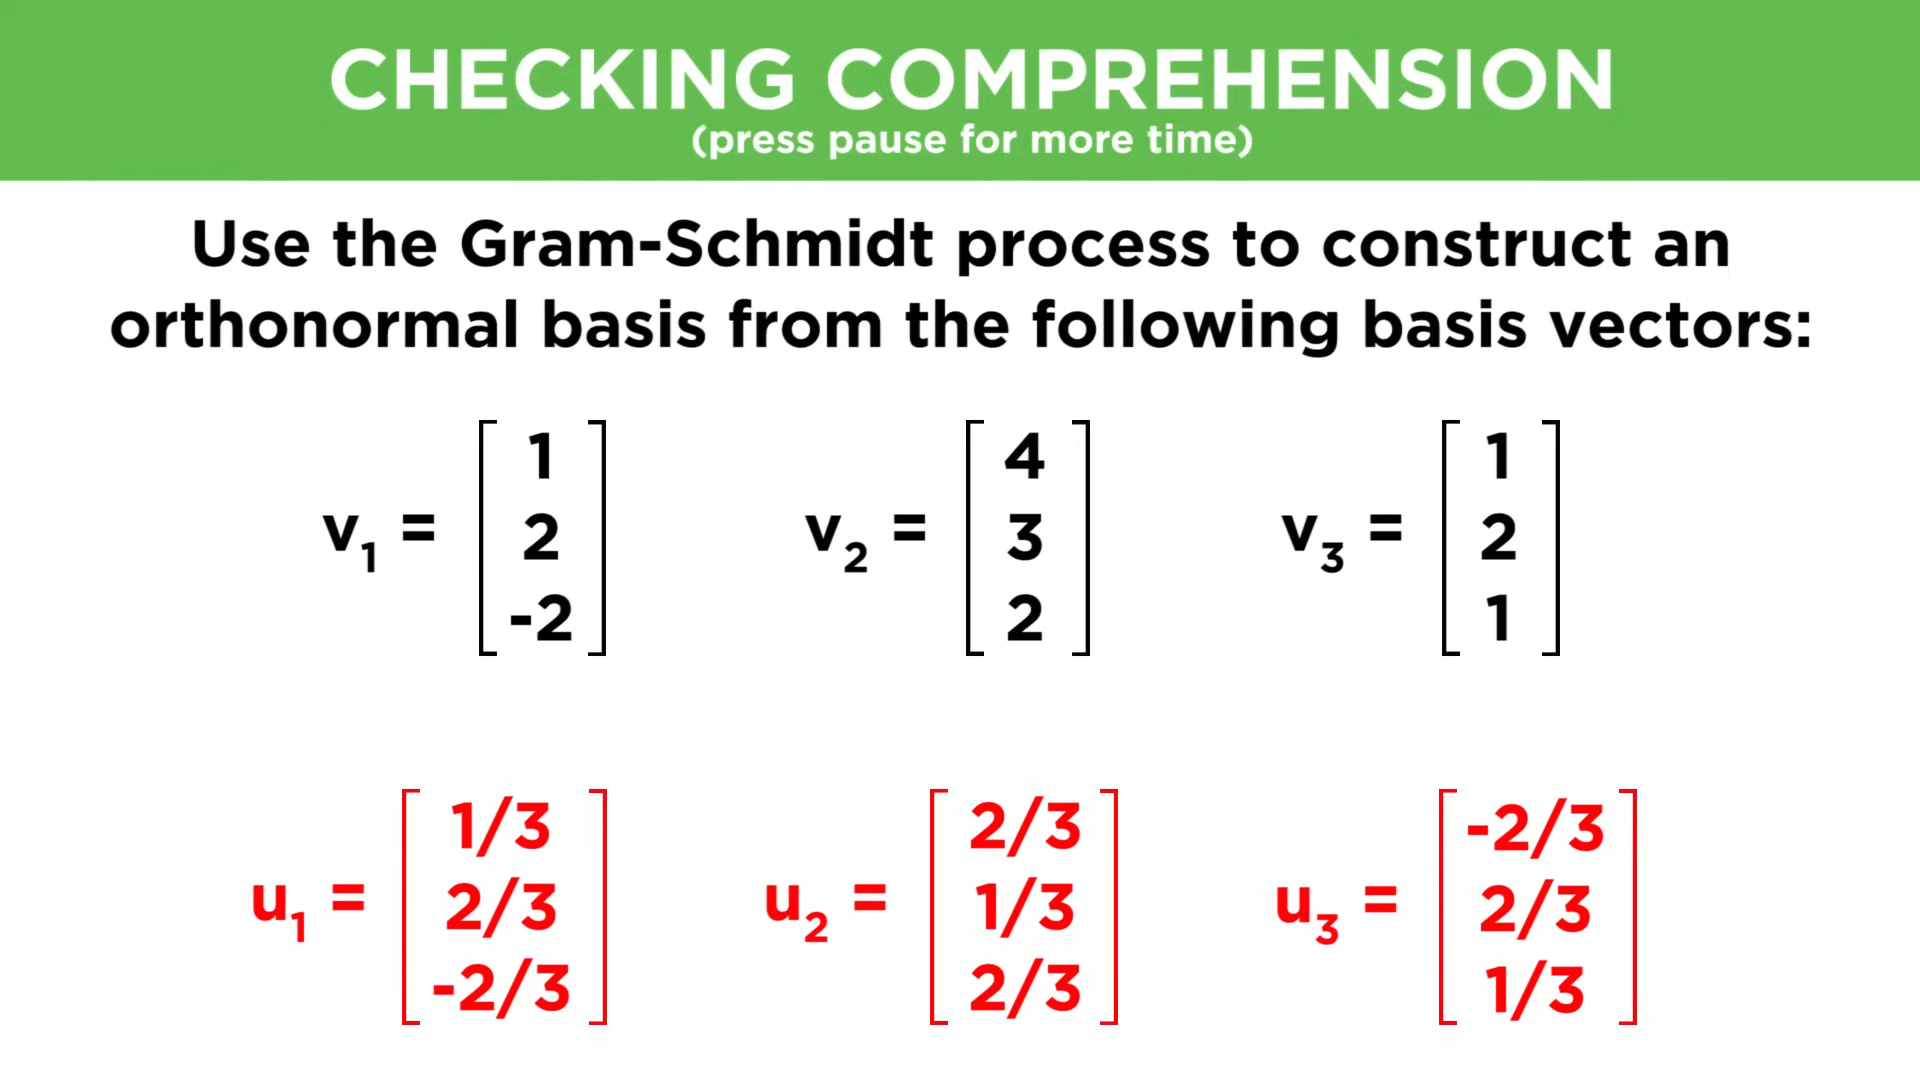 CHECKING COMPREHENSION
(press pause for more time)
Use the Gram-Schmidt process to construct an
orthonormal basis from the following basis vectors:
1 4 1
v₁ = 2 v₂ = 3 v₃ = 2
-2 2 1
1/3 2/3 -2/3
u₁ = 2/3 u₂ = 1/3 u₃ = 2/3
-2/3 2/3 1/3